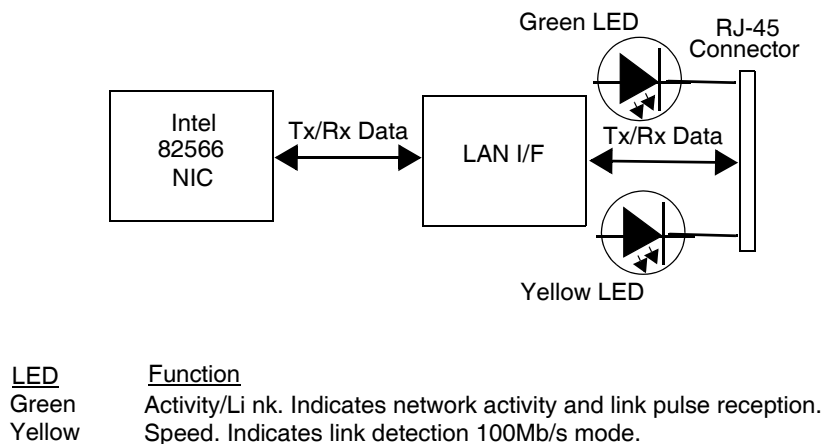 Green LED
RJ-45
Connector
Intel
82566
NIC
Tx/Rx Data
LAN I/F
Tx/Rx Data
Yellow LED
LED Function
Green Activity/Li nk. Indicates network activity and link pulse reception.
Yellow Speed. Indicates link detection 100Mb/s mode.